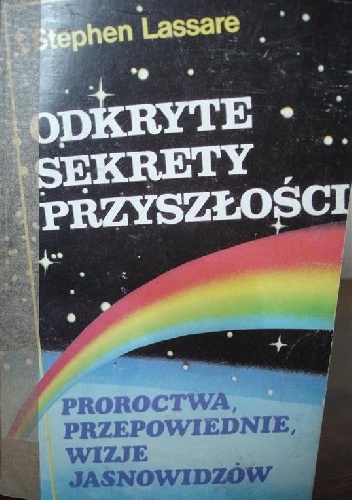 Stephen Lassare
ODKRYTE
SEKRETY
PRZYSZŁOŚCI
PROROCTWA,
PRZEPOWIEDNIE,
WIZJE
JASNOWIDZÓW